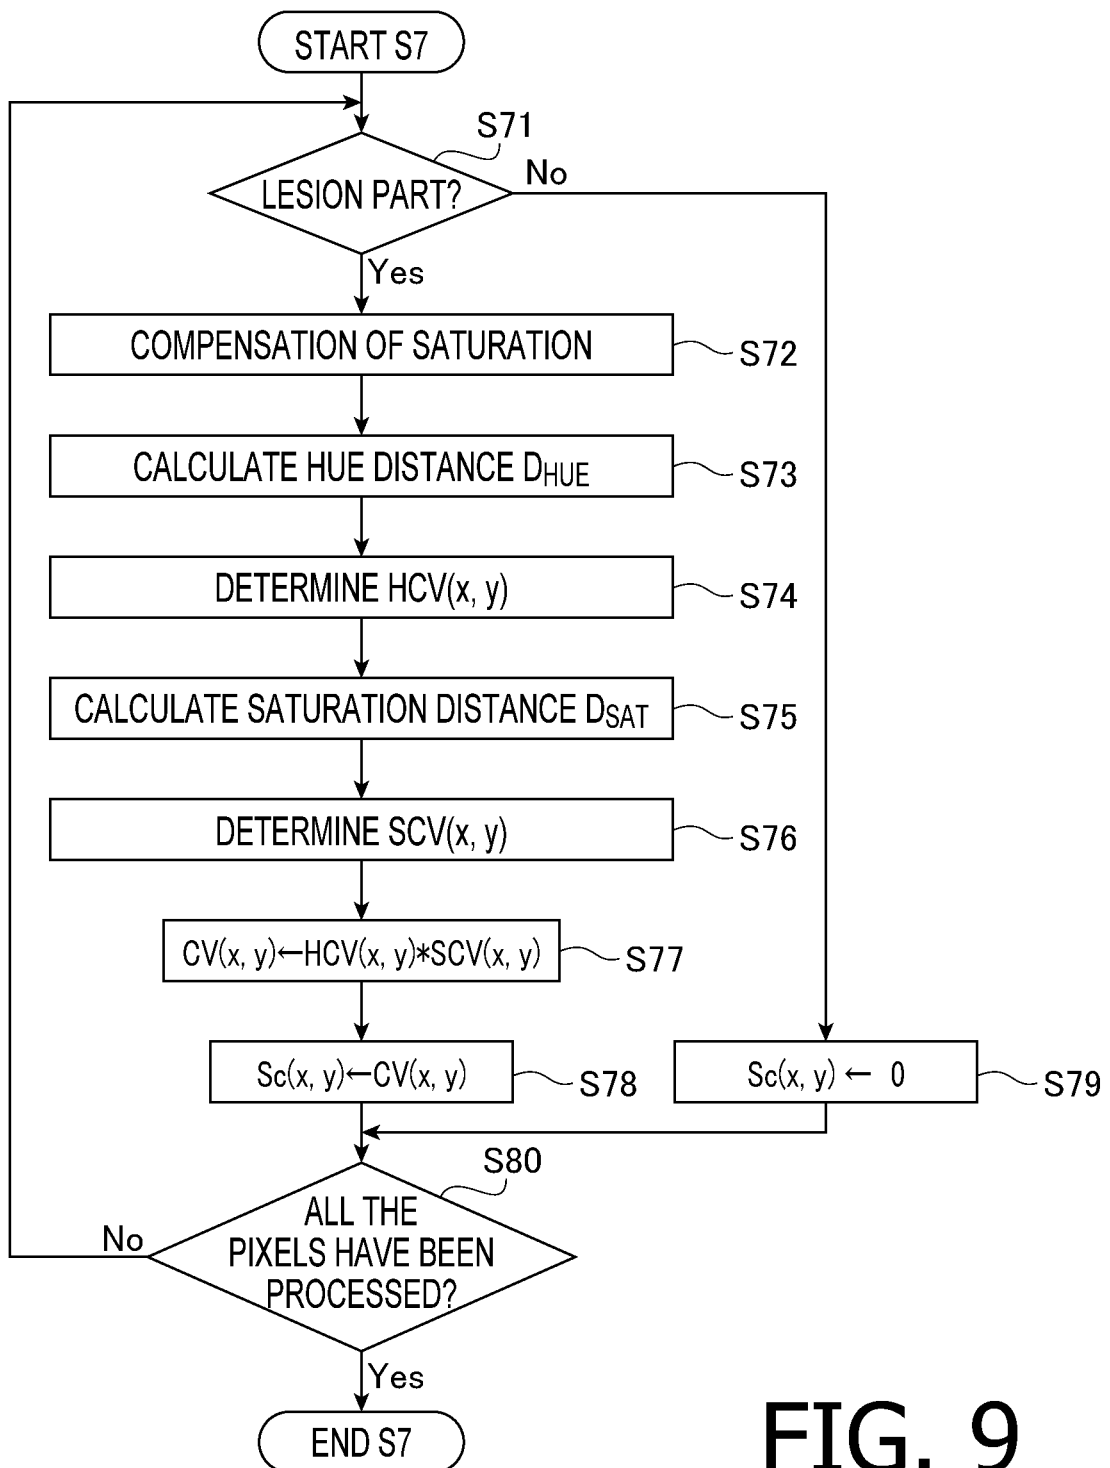 START S7
S71
LESION PART?
No
Yes
COMPENSATION OF SATURATION
S72
CALCULATE HUE DISTANCE DHUE
S73
DETERMINE HCV(x, y)
S74
CALCULATE SATURATION DISTANCE DSAT
S75
DETERMINE SCV(x, y)
S76
CV(x, y)←HCV(x, y)*SCV(x, y)
S77
Sc(x, y)←CV(x, y)
S78
Sc(x, y) ← 0
S79
S80
ALL THE
PIXELS HAVE BEEN
PROCESSED?
No
Yes
END S7
FIG. 9